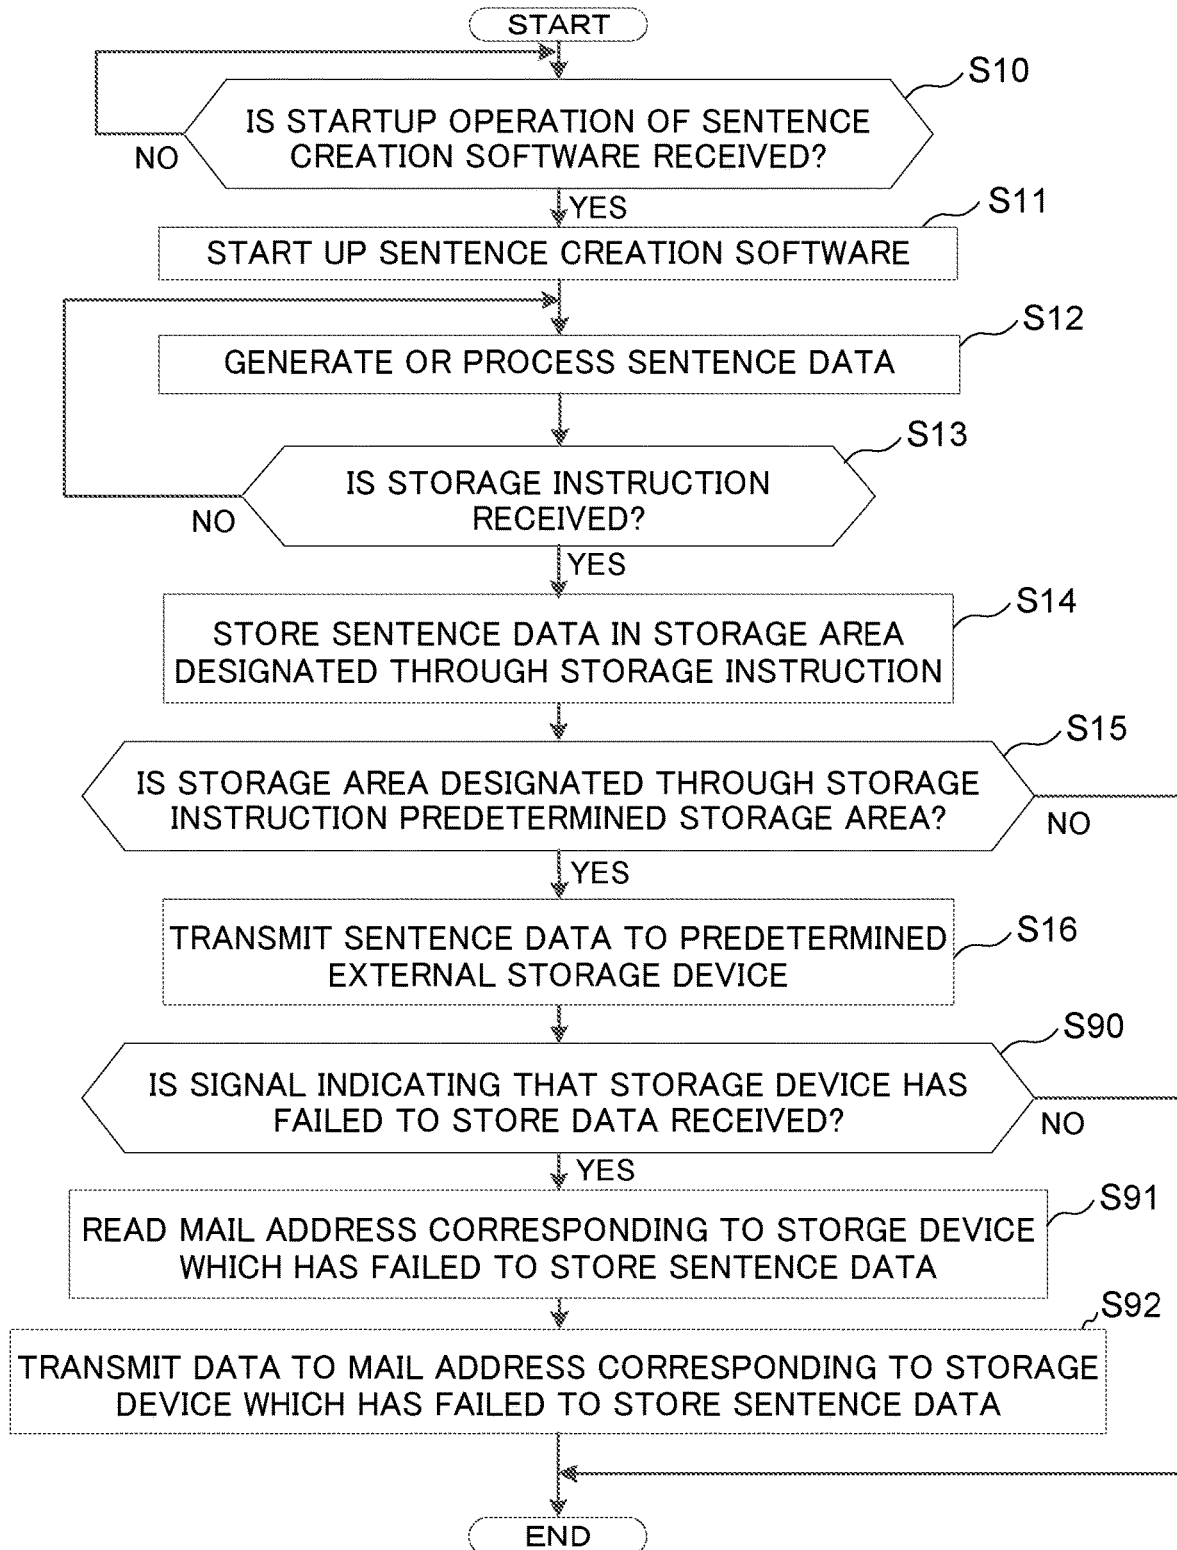 START
S10
IS STARTUP OPERATION OF SENTENCE
CREATION SOFTWARE RECEIVED?
NO
YES
S11
START UP SENTENCE CREATION SOFTWARE
S12
GENERATE OR PROCESS SENTENCE DATA
S13
IS STORAGE INSTRUCTION
RECEIVED?
NO
YES
S14
STORE SENTENCE DATA IN STORAGE AREA
DESIGNATED THROUGH STORAGE INSTRUCTION
S15
IS STORAGE AREA DESIGNATED THROUGH STORAGE
INSTRUCTION PREDETERMINED STORAGE AREA?
NO
YES
S16
TRANSMIT SENTENCE DATA TO PREDETERMINED
EXTERNAL STORAGE DEVICE
S90
IS SIGNAL INDICATING THAT STORAGE DEVICE HAS
FAILED TO STORE DATA RECEIVED?
NO
YES
S91
READ MAIL ADDRESS CORRESPONDING TO STORGE DEVICE
WHICH HAS FAILED TO STORE SENTENCE DATA
S92
TRANSMIT DATA TO MAIL ADDRESS CORRESPONDING TO STORAGE
DEVICE WHICH HAS FAILED TO STORE SENTENCE DATA
END